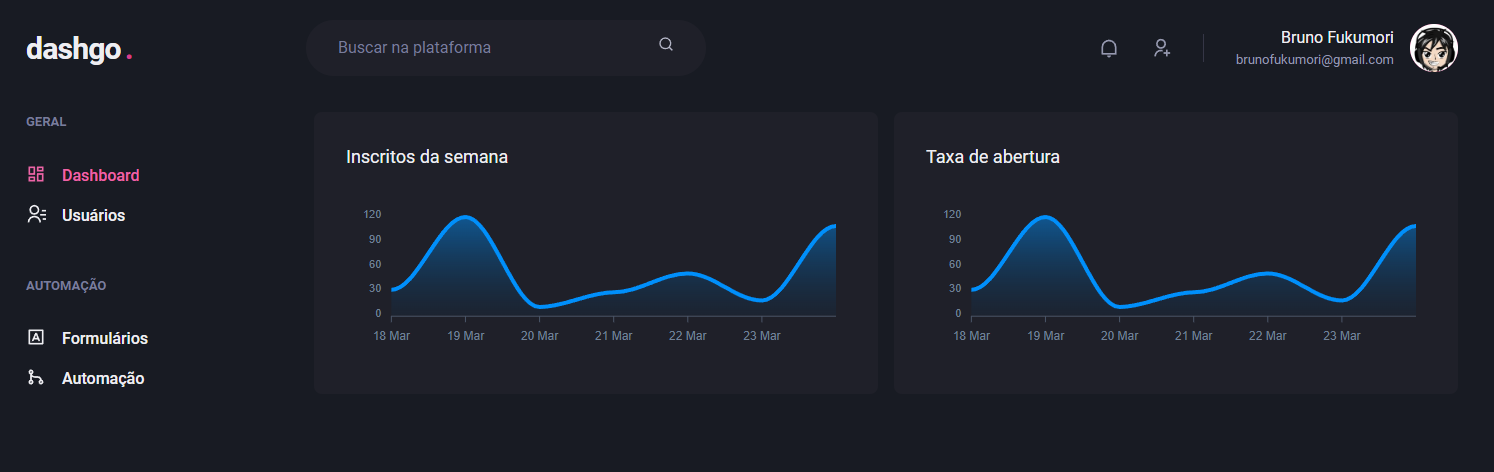 dashgo.
Buscar na plataforma
Bruno Fukumori
brunofukumori@gmail.com
GERAL
Dashboard
Usuários
AUTOMAÇÃO
Formulários
Automação
Inscritos da semana
120
90
60
30
0
18 Mar 19 Mar 20 Mar 21 Mar 22 Mar 23 Mar
Taxa de abertura
120
90
60
30
0
18 Mar 19 Mar 20 Mar 21 Mar 22 Mar 23 Mar